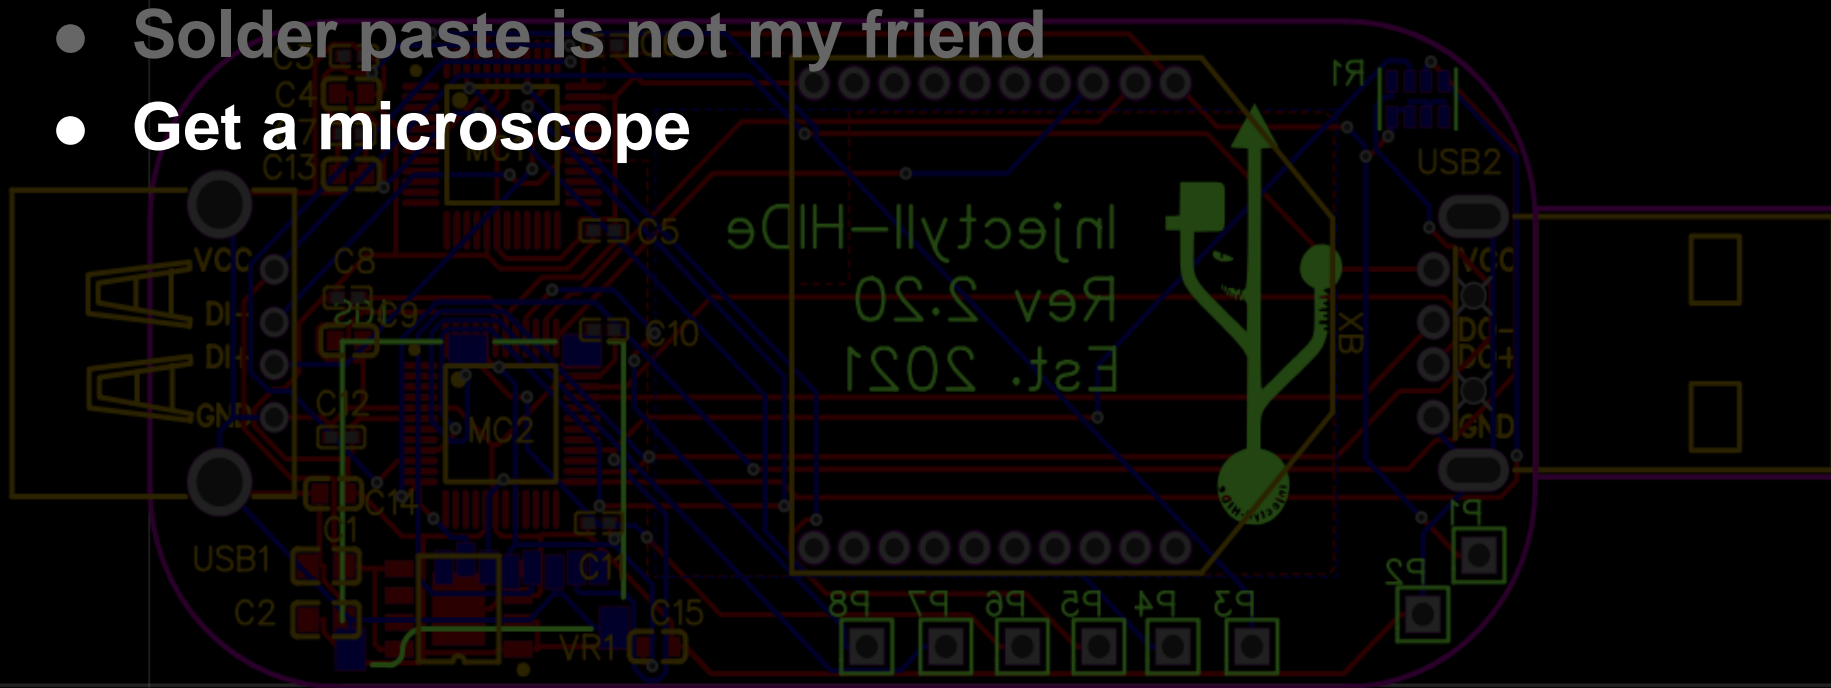 ● Solder paste is not my friend
● Get a microscope
C4
C13
MC1
C5
R1
USB2
Injectyll-HIDe
Rev 2.20
Est. 2021
XB
VCC
DI-
DI+
GND
C8
SD1
C9
C10
C12
MC2
C14
C1
USB1
C2
C11
C15
VR1
VCC
DO-
DO+
GND
P1
P2
P8
P7
P6
P5
P4
P3